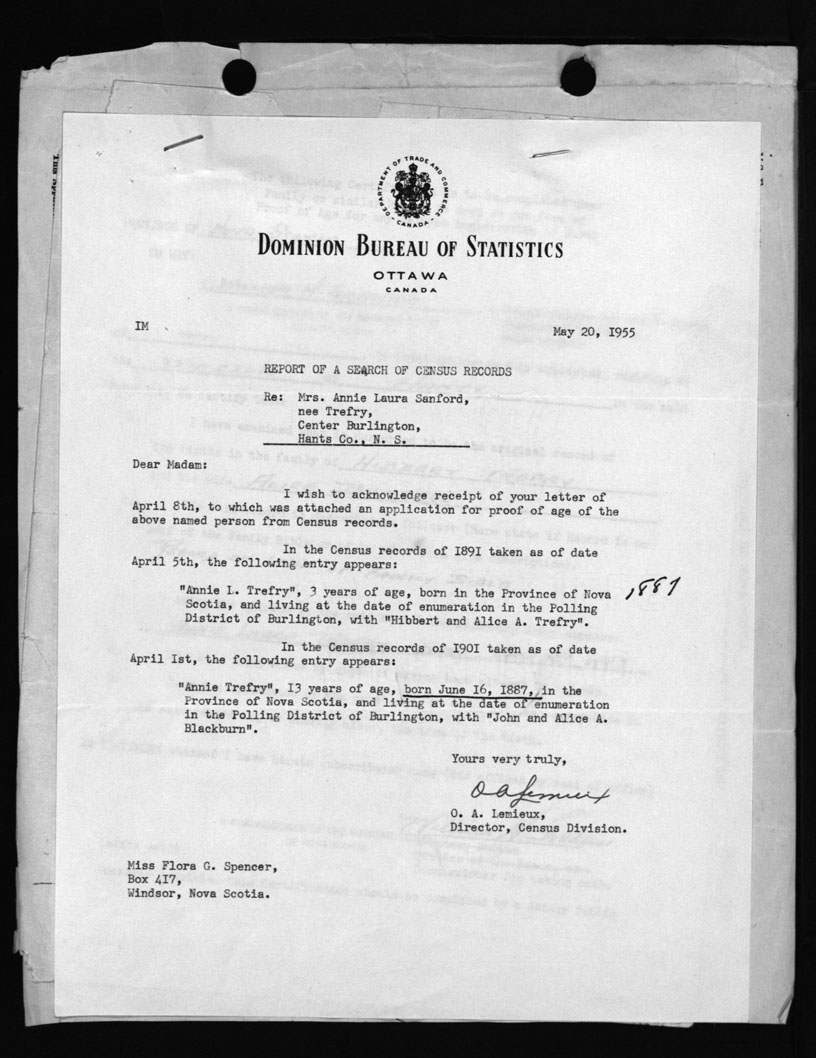 DEPARTMENT OF TRADE AND COMMERCE
CANADA
DOMINION BUREAU OF STATISTICS
OTTAWA
CANADA
IM
May 20, 1955
REPORT OF A SEARCH OF CENSUS RECORDS
Re: Mrs. Annie Laura Sanford,
nee Trefry,
Center Burlington,
Hants Co., N. S.
Dear Madam:
I wish to acknowledge receipt of your letter of
April 8th, to which was attached an application for proof of age of the
above named person from Census records.
In the Census records of 1891 taken as of date
April 5th, the following entry appears:
"Annie L. Trefry", 3 years of age, born in the Province of Nova 1887
Scotia, and living at the date of enumeration in the Polling
District of Burlington, with "Hibbert and Alice A. Trefry".
In the Census records of 1901 taken as of date
April 1st, the following entry appears:
"Annie Trefry", 13 years of age, born June 16, 1887, in the
Province of Nova Scotia, and living at the date of enumeration
in the Polling District of Burlington, with "John and Alice A.
Blackburn".
Yours very truly,
O A Lemieux
O. A. Lemieux,
Director, Census Division.
Miss Flora G. Spencer,
Box 417,
Windsor, Nova Scotia.